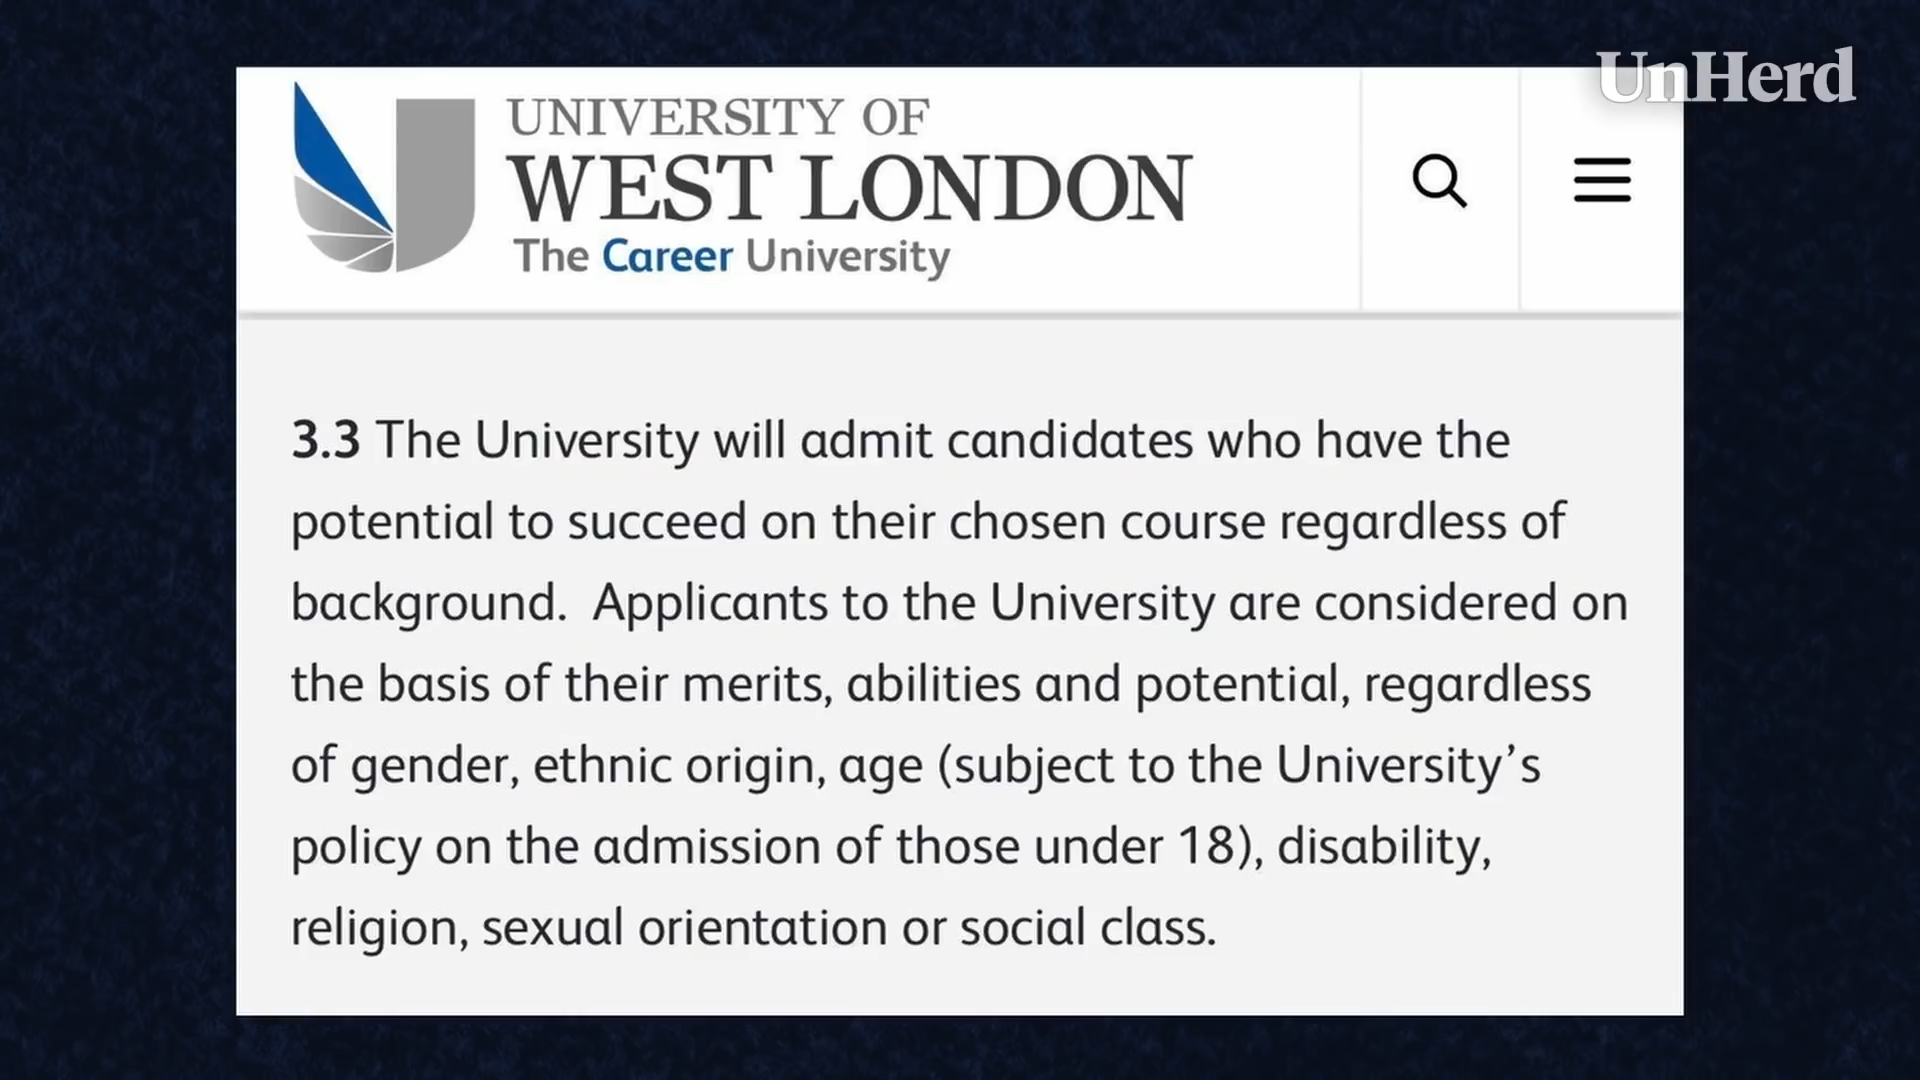 UnHerd
UNIVERSITY OF
WEST LONDON
The Career University
3.3 The University will admit candidates who have the
potential to succeed on their chosen course regardless of
background.  Applicants to the University are considered on
the basis of their merits, abilities and potential, regardless
of gender, ethnic origin, age (subject to the University’s
policy on the admission of those under 18), disability,
religion, sexual orientation or social class.